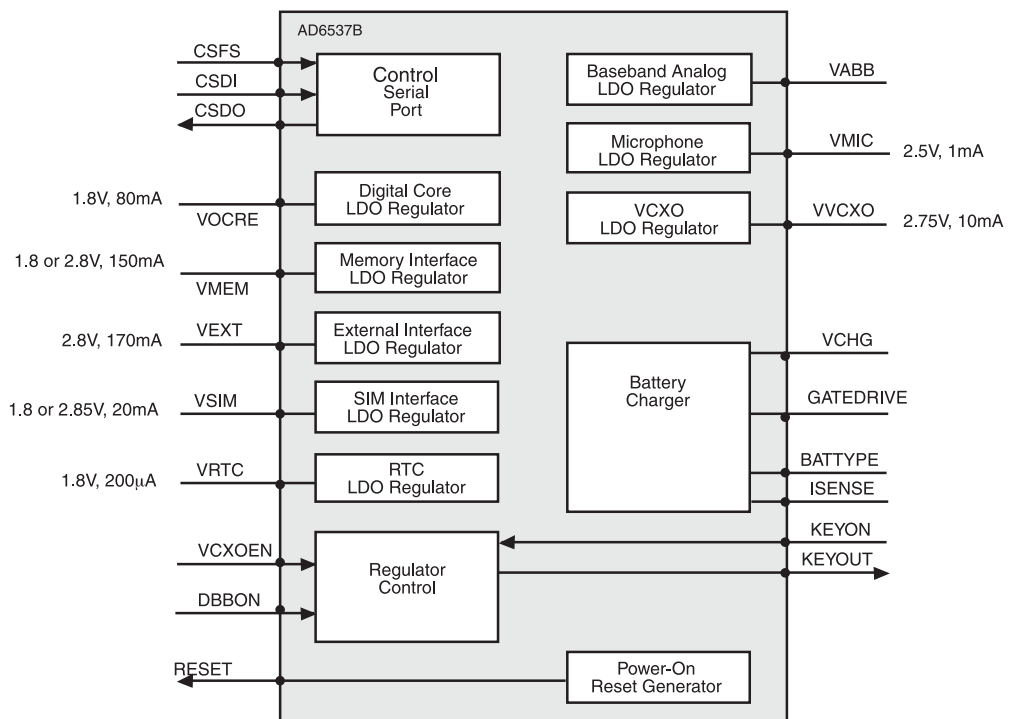 AD6537B
CSFS
CSDI
CSDO
Control
Serial
Port
Baseband Analog
LDO Regulator
VABB
Microphone
LDO Regulator
VMIC
2.5V, 1mA
1.8V, 80mA
VOCRE
Digital Core
LDO Regulator
VCXO
LDO Regulator
VVCXO
2.75V, 10mA
1.8 or 2.8V, 150mA
VMEM
Memory Interface
LDO Regulator
2.8V, 170mA
VEXT
External Interface
LDO Regulator
1.8 or 2.85V, 20mA
VSIM
SIM Interface
LDO Regulator
1.8V, 200µA
VRTC
RTC
LDO Regulator
Battery
Charger
VCHG
GATEDRIVE
BATTYPE
ISENSE
VCXOEN
DBBON
Regulator
Control
KEYON
KEYOUT
RESET
Power-On
Reset Generator